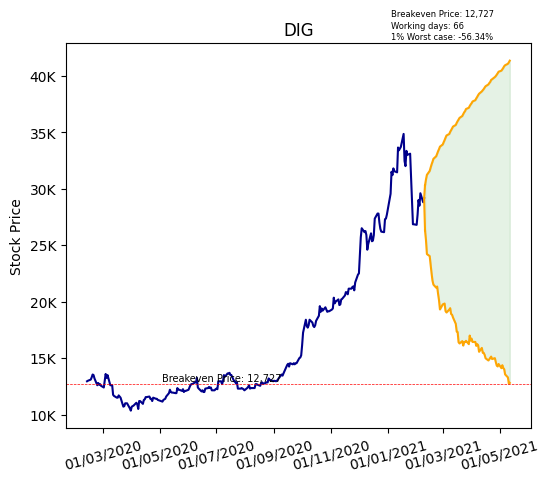 Breakeven Price: 12,727
Working days: 66
1% Worst case: -56.34%
DIG
Stock Price
40K
35K
30K
25K
20K
15K
10K
Breakeven Price: 12,727
01/03/2020
01/05/2020
01/07/2020
01/09/2020
01/11/2020
01/01/2021
01/03/2021
01/05/2021